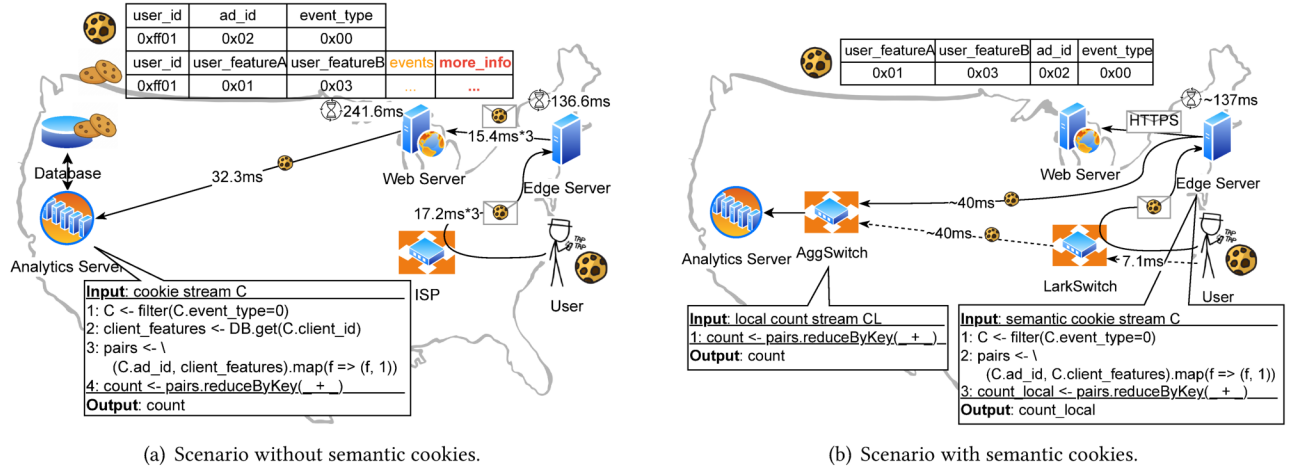 user_id ad_id event_type
0xff01 0x02 0x00
user_id user_featureA user_featureB events more_info
0xff01 0x01 0x03 ... ...
241.6ms
136.6ms
15.4ms*3
Database
32.3ms
Web Server
Edge Server
17.2ms*3
TAP
TAP
Analytics Server
ISP
User
Input: cookie stream C
1: C <- filter(C.event_type=0)
2: client_features <- DB.get(C.client_id)
3: pairs <- \
(C.ad_id, client_features).map(f => (f, 1))
4: count <- pairs.reduceByKey(_ + _)
Output: count
(a) Scenario without semantic cookies.
user_featureA user_featureB ad_id event_type
0x01 0x03 0x02 0x00
~137ms
HTTPS
Web Server
Edge Server
~40ms
~40ms
TAP
TAP
7.1ms
Analytics Server
AggSwitch
LarkSwitch
User
Input: local count stream CL
1: count <- pairs.reduceByKey(_ + _)
Output: count
Input: semantic cookie stream C
1: C <- filter(C.event_type=0)
2: pairs <- \
(C.ad_id, C.client_features).map(f => (f, 1))
3: count_local <- pairs.reduceByKey(_ + _)
Output: count_local
(b) Scenario with semantic cookies.